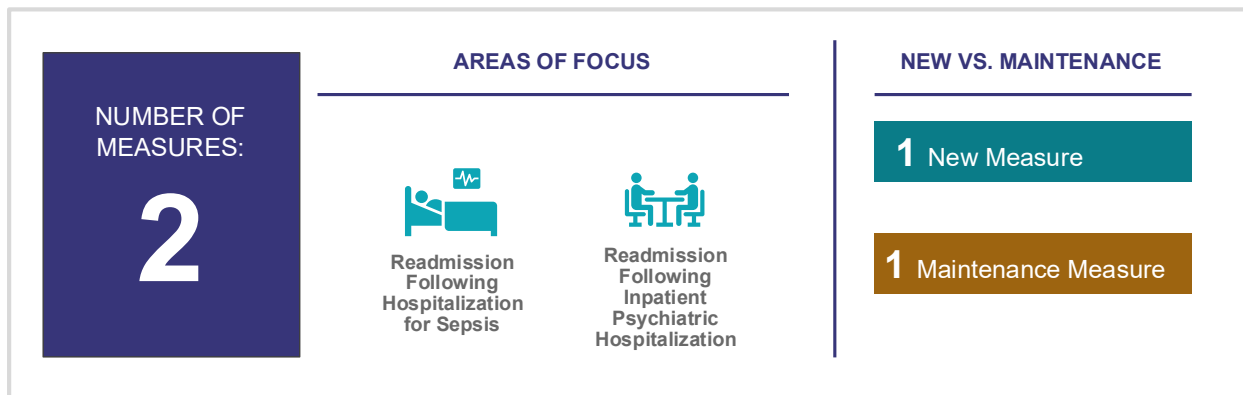 NUMBER OF
MEASURES:
2
AREAS OF FOCUS
Readmission
Following
Hospitalization
for Sepsis
Readmission
Following
Inpatient
Psychiatric
Hospitalization
NEW VS. MAINTENANCE
1 New Measure
1 Maintenance Measure